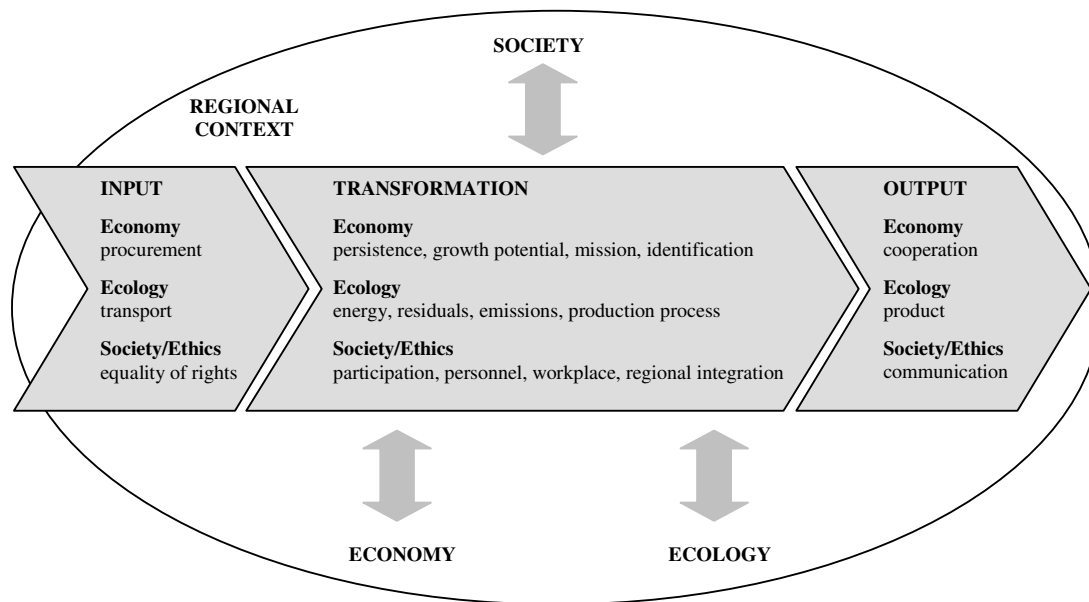 SOCIETY
REGIONAL
CONTEXT
INPUT
Economy
procurement
Ecology
transport
Society/Ethics
equality of rights
TRANSFORMATION
Economy
persistence, growth potential, mission, identification
Ecology
energy, residuals, emissions, production process
Society/Ethics
participation, personnel, workplace, regional integration
OUTPUT
Economy
cooperation
Ecology
product
Society/Ethics
communication
ECONOMY
ECOLOGY